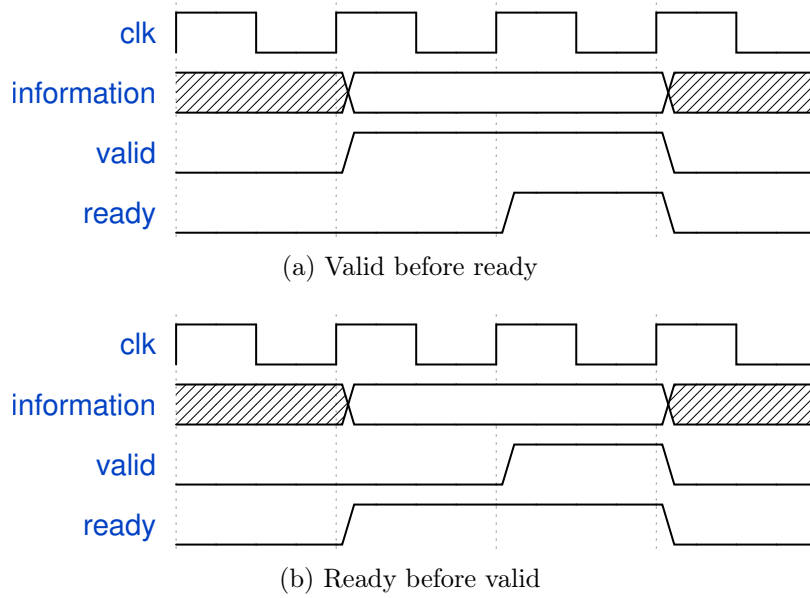 clk
information
valid
ready
(a) Valid before ready
clk
information
valid
ready
(b) Ready before valid